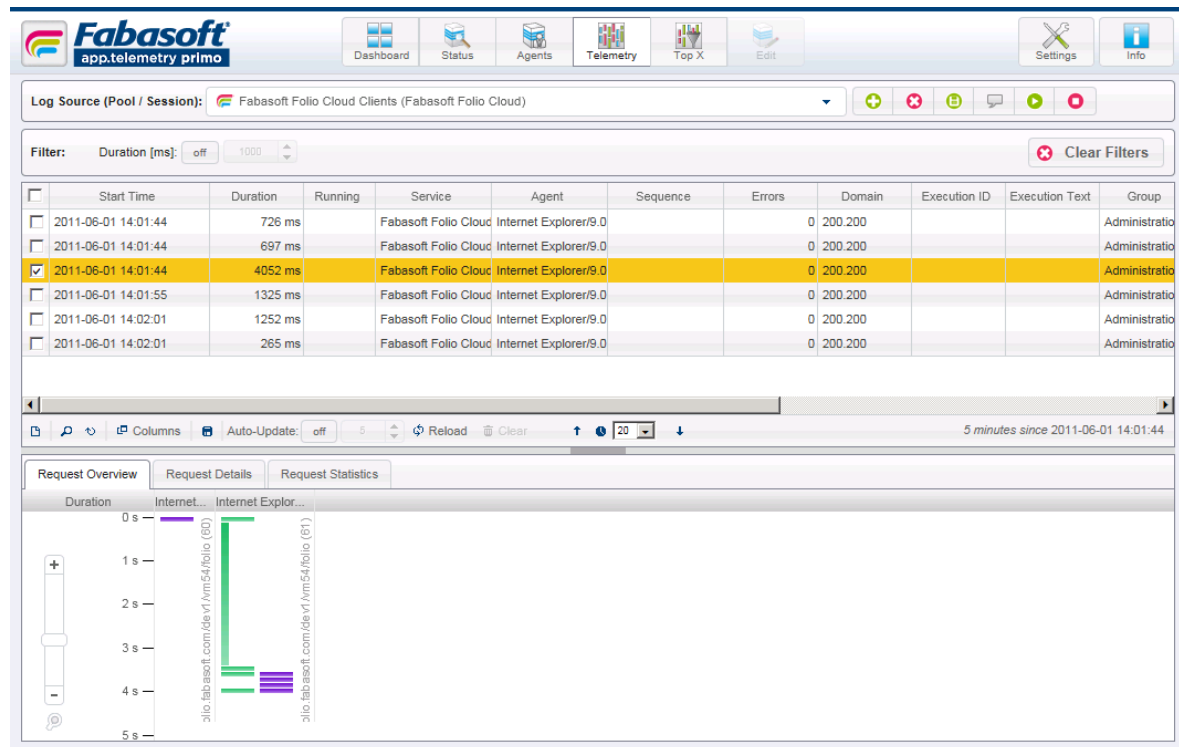 Fabasoft
app.telemetry primo
Dashboard Status Agents Telemetry Top X Edit Settings Info
Log Source (Pool / Session): Fabasoft Folio Cloud Clients (Fabasoft Folio Cloud)
Filter: Duration [ms]: off 1000 Clear Filters
Start Time Duration Running Service Agent Sequence Errors Domain Execution ID Execution Text Group
2011-06-01 14:01:44 726 ms Fabasoft Folio Cloud Internet Explorer/9.0 0 200.200 Administratio
2011-06-01 14:01:44 697 ms Fabasoft Folio Cloud Internet Explorer/9.0 0 200.200 Administratio
2011-06-01 14:01:44 4052 ms Fabasoft Folio Cloud Internet Explorer/9.0 0 200.200 Administratio
2011-06-01 14:01:55 1325 ms Fabasoft Folio Cloud Internet Explorer/9.0 0 200.200 Administratio
2011-06-01 14:02:01 1252 ms Fabasoft Folio Cloud Internet Explorer/9.0 0 200.200 Administratio
2011-06-01 14:02:01 265 ms Fabasoft Folio Cloud Internet Explorer/9.0 0 200.200 Administratio
Columns Auto-Update: off 5 Reload Clear 20 5 minutes since 2011-06-01 14:01:44
Request Overview Request Details Request Statistics
Duration Internet... Internet Explor...
0 s
1 s
2 s
3 s
4 s
5 s
olio.fabasoft.com/dev1/vm54/folio (60)
olio.fabasoft.com/dev1/vm54/folio (61)